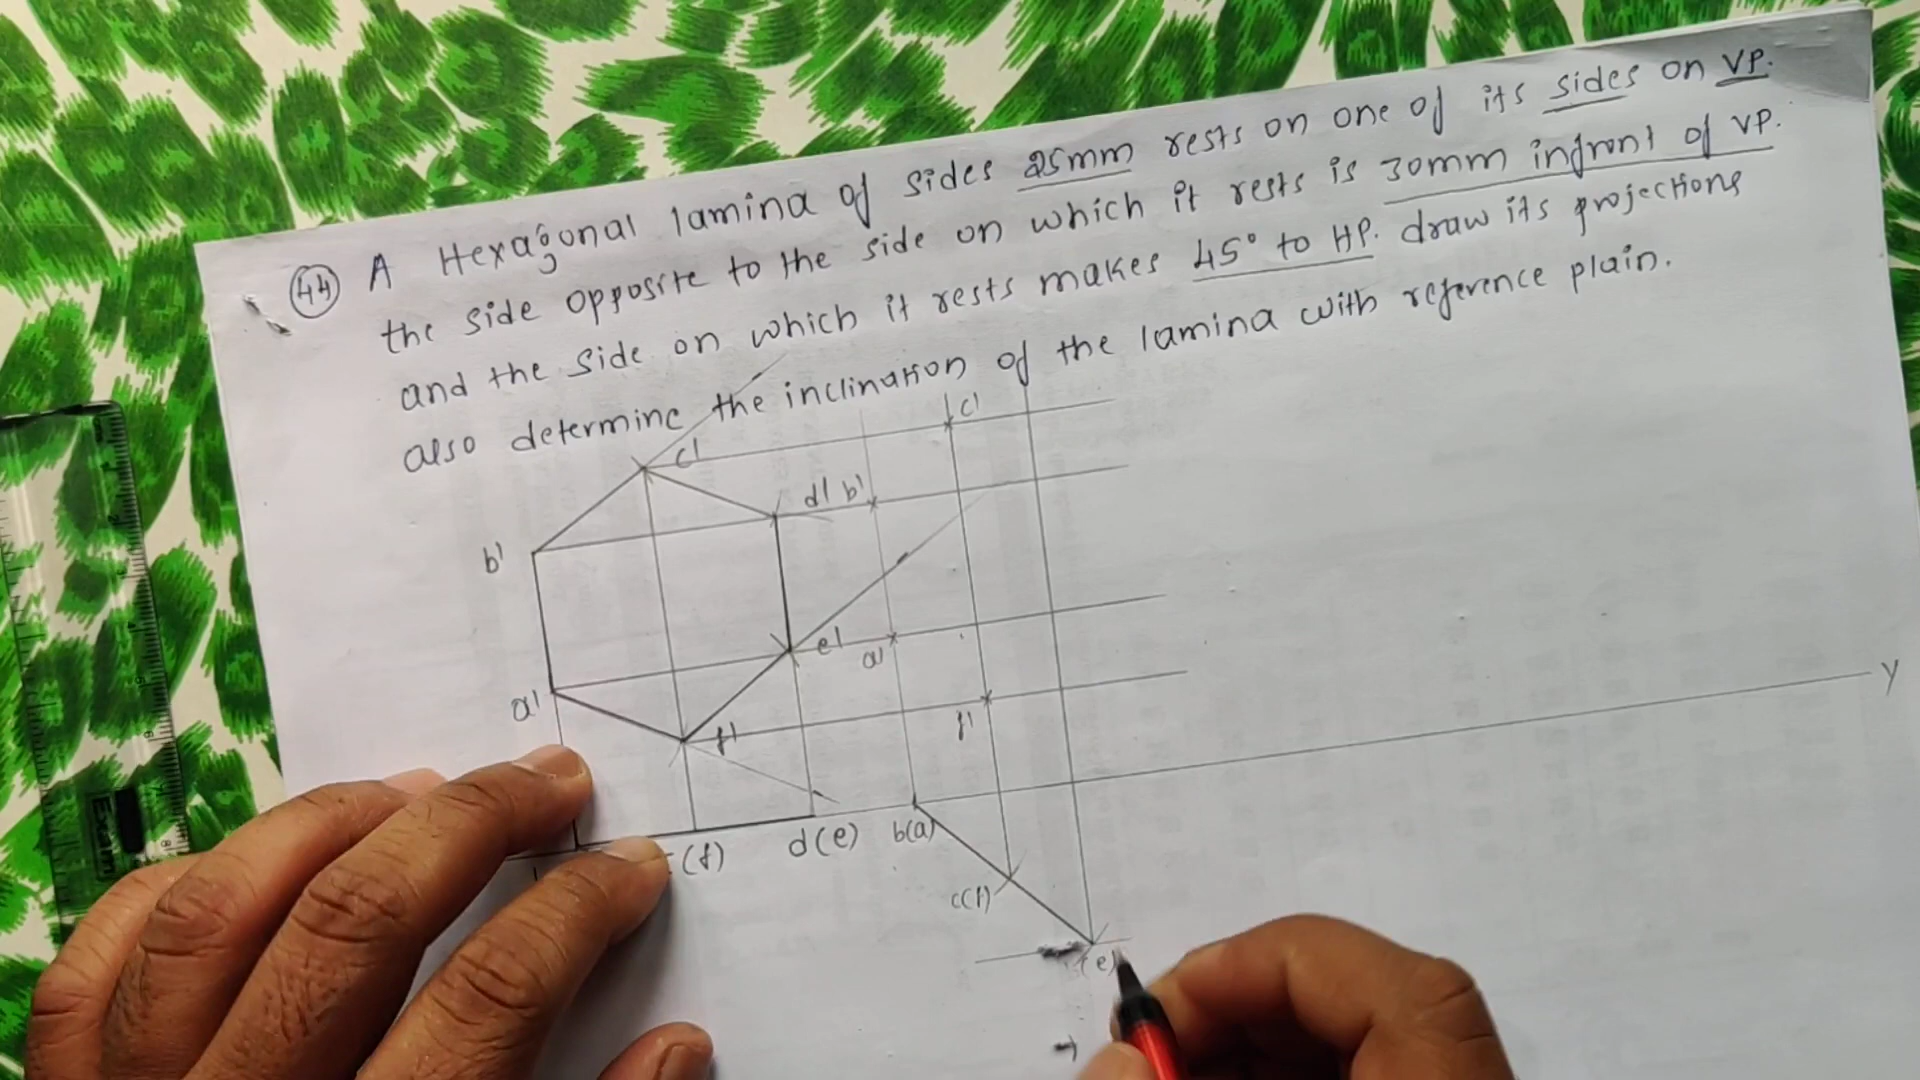 44 A Hexagonal lamina of sides 25mm rests on one of its sides on VP.
the side opposite to the side on which it rests is 30mm infront of VP.
and the side on which it rests makes 45° to HP. draw its projections
also determine the inclination of the lamina with reference plain.
c'
c'
d' b'
b'
e' a'
a'
f' f'
y
(f) d(e) b(a)
c(f)
(e)